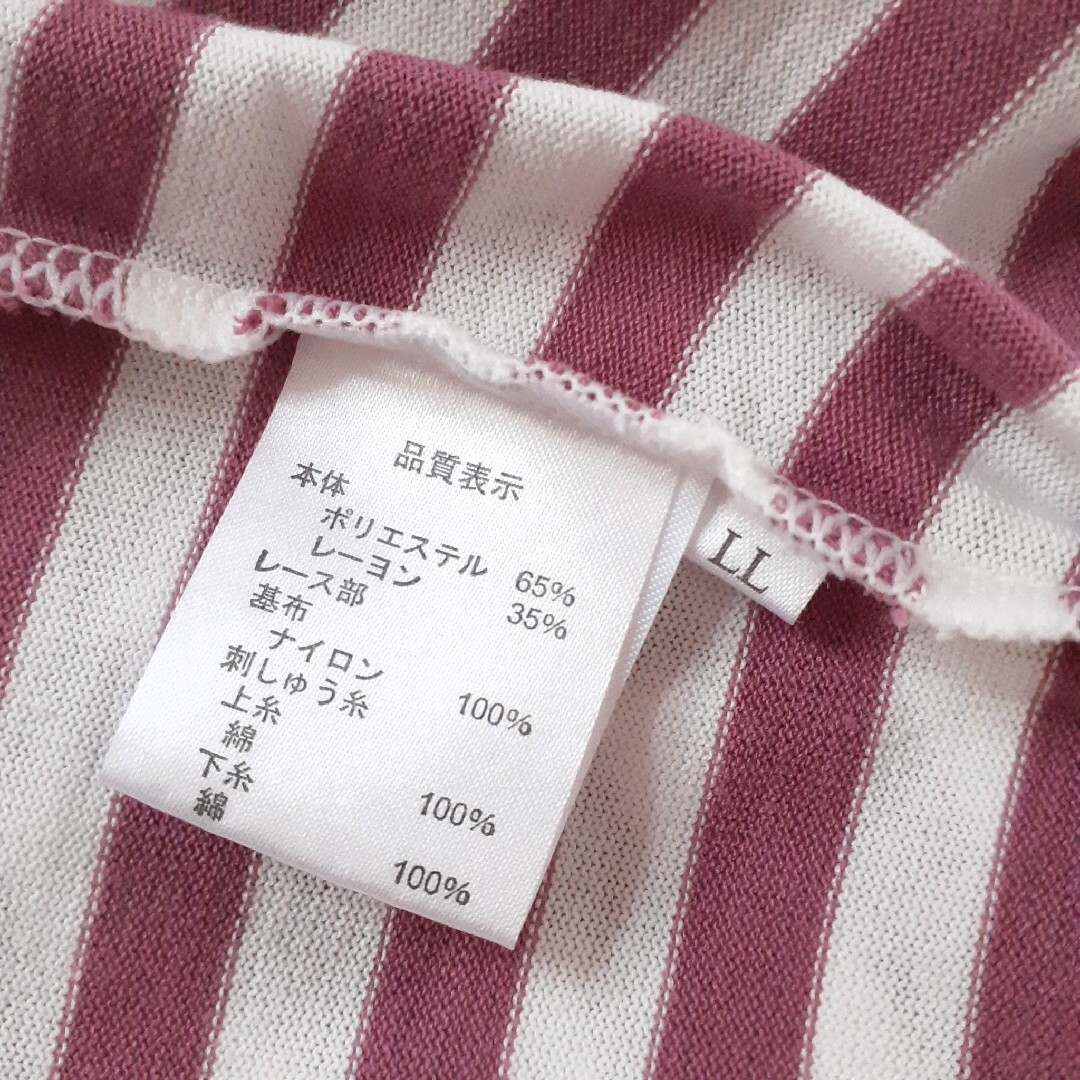 品質表示
本体
ポリエステル 65%
レーヨン 35%
レース部
基布
ナイロン 100%
刺しゅう糸
上糸
綿 100%
下糸
綿 100%
LL